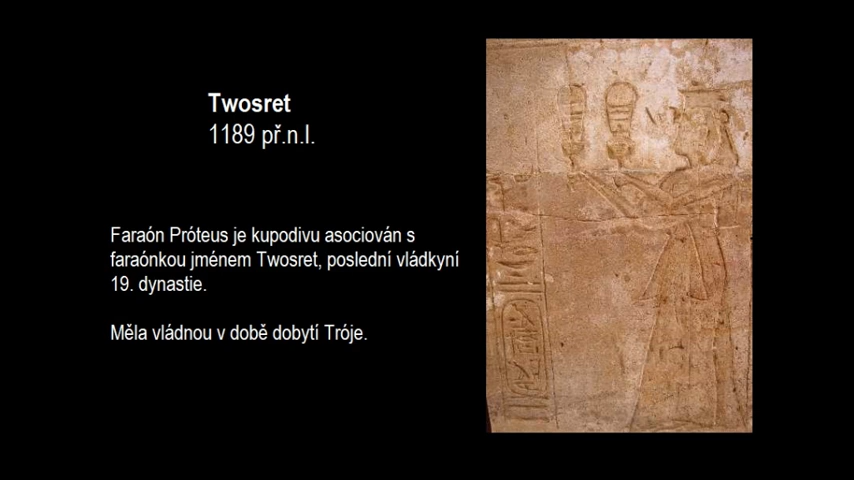 Twosret
1189 př.n.l.
Faraón Próteus je kupodivu asociován s
faraónkou jménem Twosret, poslední vládkyní
19. dynastie.
Měla vládnou v době dobytí Tróje.